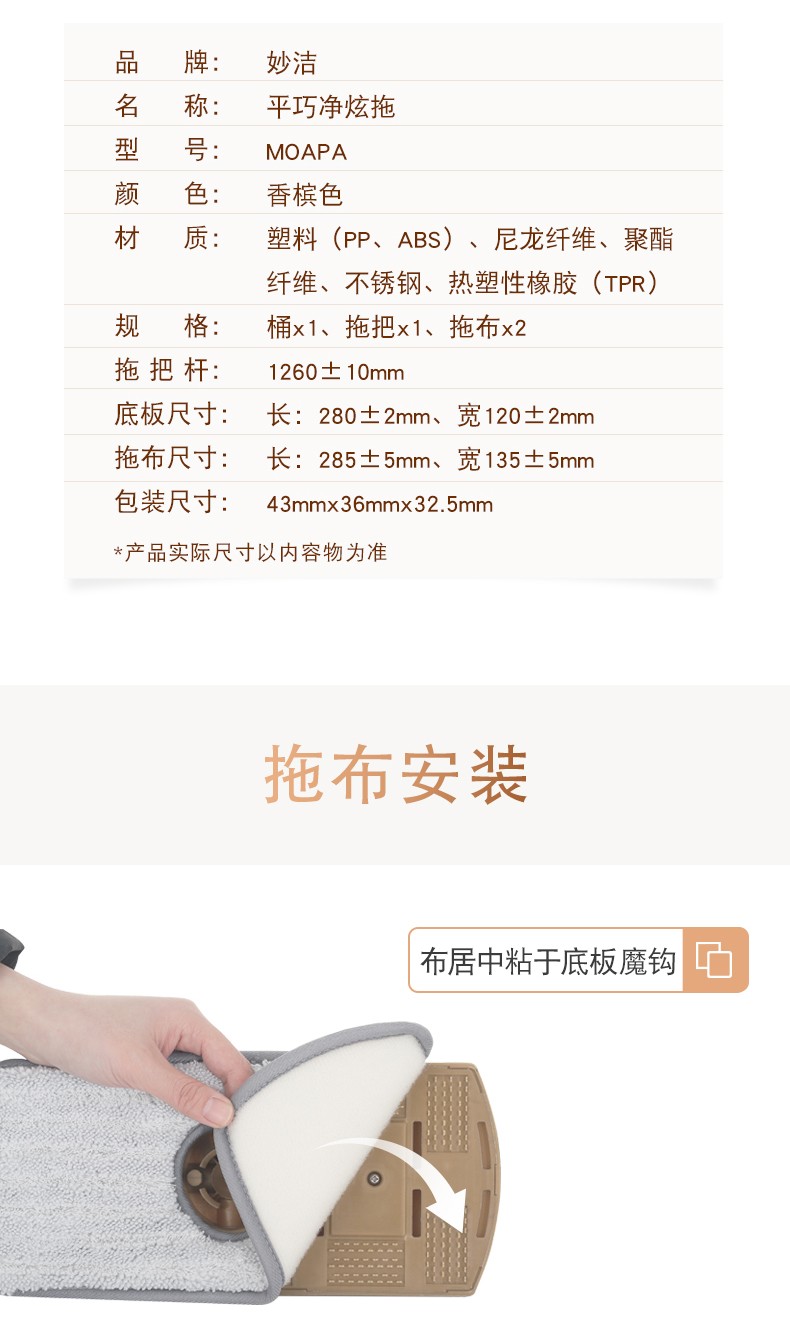 品 牌： 妙洁
名 称： 平巧净炫拖
型 号： MOAPA
颜 色： 香槟色
材 质： 塑料（PP、ABS）、尼龙纤维、聚酯
纤维、不锈钢、热塑性橡胶（TPR）
规 格： 桶x1、拖把x1、拖布x2
拖 把 杆： 1260±10mm
底板尺寸： 长：280±2mm、宽120±2mm
拖布尺寸： 长：285±5mm、宽135±5mm
包装尺寸： 43mmx36mmx32.5mm
*产品实际尺寸以内容物为准
拖布安装
布居中粘于底板魔钩